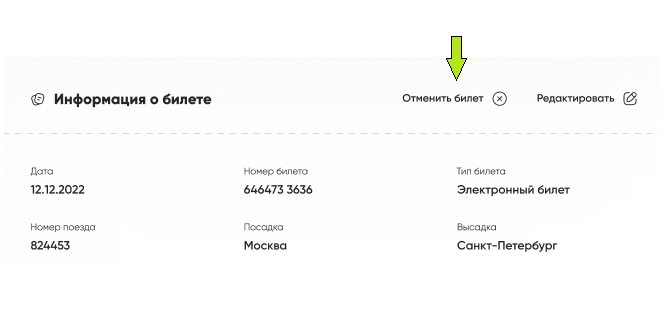 Информация о билете
Отменить билет
Редактировать
Дата
Номер билета
Тип билета
12.12.2022
646473 3636
Электронный билет
Номер поезда
Посадка
Высадка
824453
Москва
Санкт-Петербург